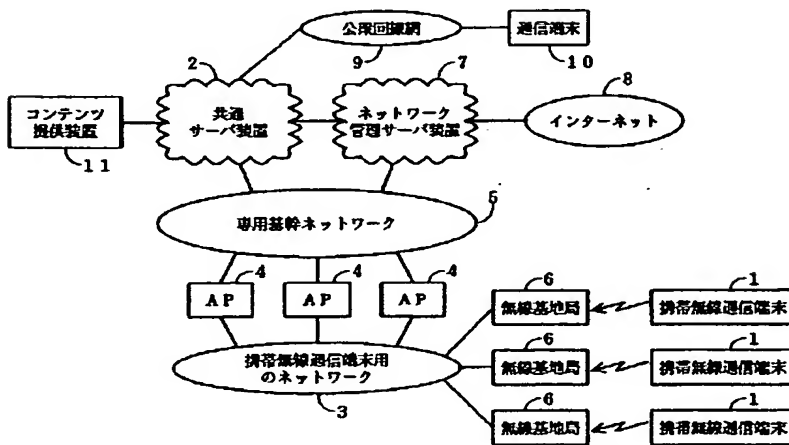 公衆回線網
通信端末
2
9
7
10
8
コンテンツ
提供装置
共通
サーバ装置
ネットワーク
管理サーバ装置
インターネット
11
5
専用基幹ネットワーク
4
4
4
6
1
AP
AP
AP
無線基地局
携帯無線通信端末
6
1
携帯無線通信端末用
のネットワーク
無線基地局
携帯無線通信端末
3
6
1
無線基地局
携帯無線通信端末